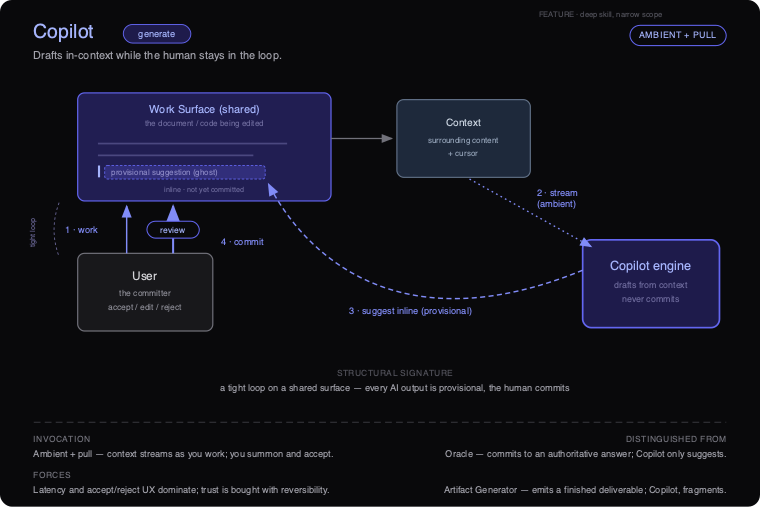 FEATURE · deep skill, narrow scope
Copilot
generate
AMBIENT + PULL
Drafts in-context while the human stays in the loop.
Work Surface (shared)
the document / code being edited
provisional suggestion (ghost)
inline · not yet committed
Context
surrounding content
+ cursor
2 · stream
(ambient)
tight loop
1 · work
review
4 · commit
User
the committer
accept / edit / reject
Copilot engine
drafts from context
never commits
3 · suggest inline (provisional)
STRUCTURAL SIGNATURE
a tight loop on a shared surface — every AI output is provisional, the human commits
INVOCATION
DISTINGUISHED FROM
Ambient + pull — context streams as you work; you summon and accept.
Oracle — commits to an authoritative answer; Copilot only suggests.
FORCES
Latency and accept/reject UX dominate; trust is bought with reversibility.
Artifact Generator — emits a finished deliverable; Copilot, fragments.